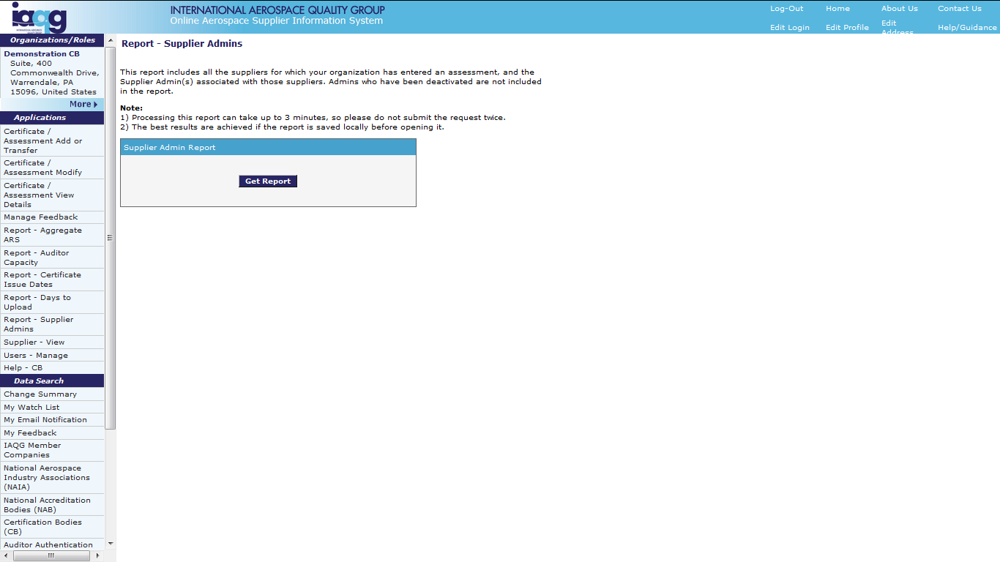 iaqg
INTERNATIONAL AEROSPACE QUALITY GROUP
Online Aerospace Supplier Information System
Log-Out
Home
About Us
Contact Us
Edit Login
Edit Profile
Edit
Address
Help/Guidance
Organizations/Roles
Demonstration CB
Suite, 400
Commonwealth Drive,
Warrendale, PA
15096, United States
More
Applications
Certificate /
Assessment Add or
Transfer
Certificate /
Assessment Modify
Certificate /
Assessment View
Details
Manage Feedback
Report - Aggregate
ARS
Report - Auditor
Capacity
Report - Certificate
Issue Dates
Report - Days to
Upload
Report - Supplier
Admins
Supplier - View
Users - Manage
Help - CB
Data Search
Change Summary
My Watch List
My Email Notification
My Feedback
IAQG Member
Companies
National Aerospace
Industry Associations
(NAIA)
National Accreditation
Bodies (NAB)
Certification Bodies
(CB)
Auditor Authentication
Report - Supplier Admins
This report includes all the suppliers for which your organization has entered an assessment, and the
Supplier Admin(s) associated with those suppliers. Admins who have been deactivated are not included
in the report.
Note:
1) Processing this report can take up to 3 minutes, so please do not submit the request twice.
2) The best results are achieved if the report is saved locally before opening it.
Supplier Admin Report
Get Report